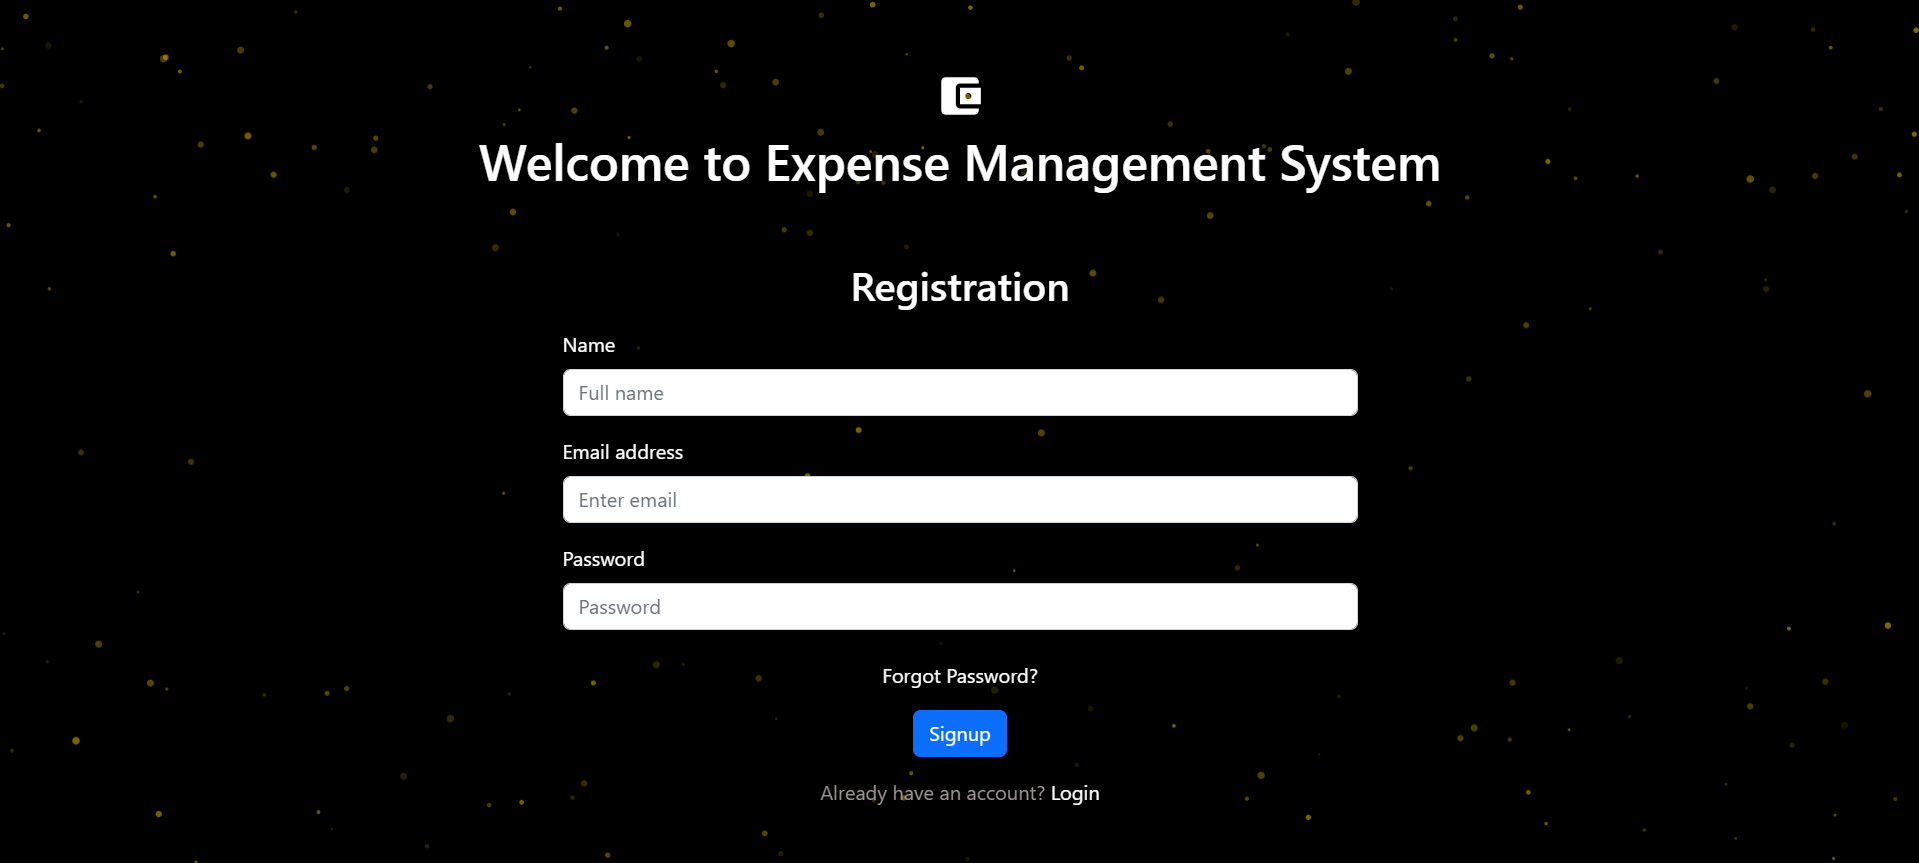 Welcome to Expense Management System
Registration
Name
Full name
Email address
Enter email
Password
Password
Forgot Password?
Signup
Already have an account? Login